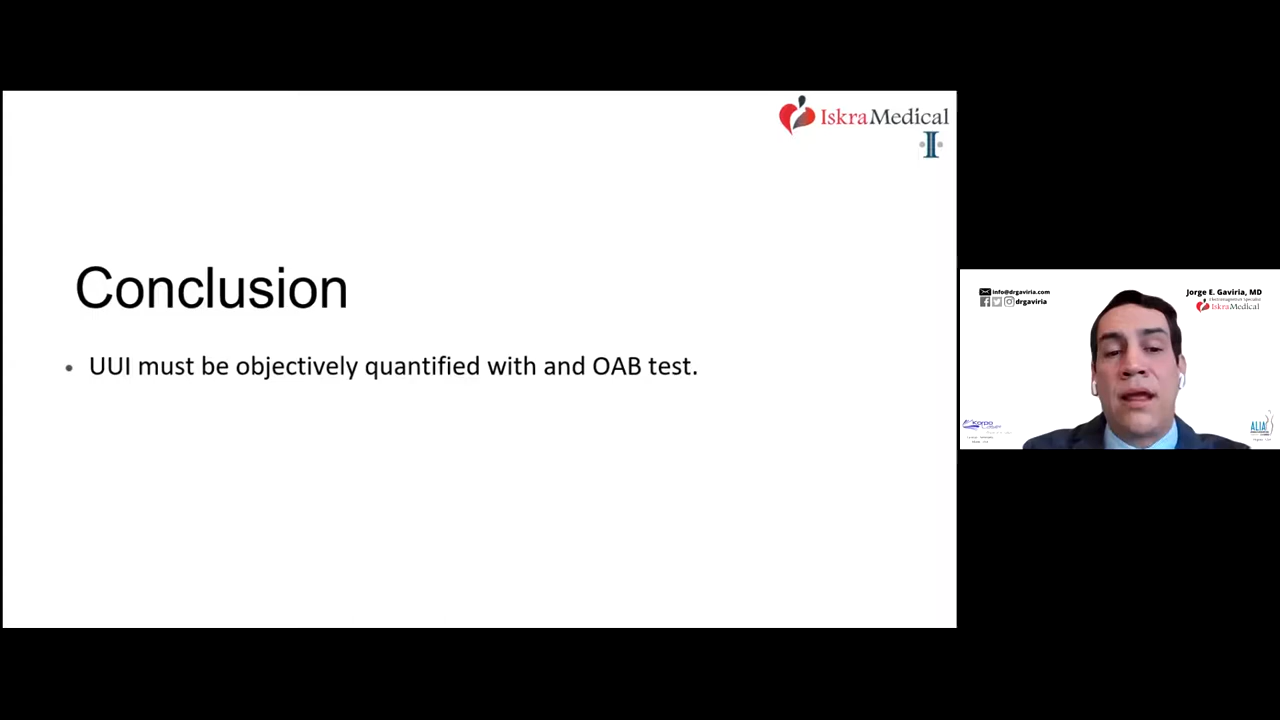 IskraMedical
Conclusion
• UUI must be objectively quantified with and OAB test.
info@drgaviria.com
drgaviria
Jorge E. Gaviria, MD
IskraMedical
ALIA